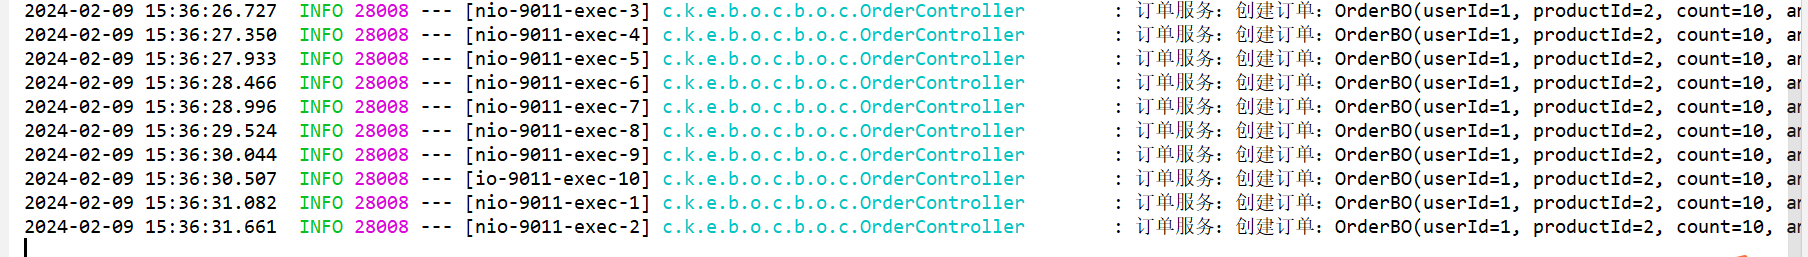 2024-02-09 15:36:26.727  INFO 28008 --- [nio-9011-exec-3] c.k.e.b.o.c.b.o.c.OrderController        : 订单服务：创建订单：OrderBO(userId=1, productId=2, count=10, am
2024-02-09 15:36:27.350  INFO 28008 --- [nio-9011-exec-4] c.k.e.b.o.c.b.o.c.OrderController        : 订单服务：创建订单：OrderBO(userId=1, productId=2, count=10, am
2024-02-09 15:36:27.933  INFO 28008 --- [nio-9011-exec-5] c.k.e.b.o.c.b.o.c.OrderController        : 订单服务：创建订单：OrderBO(userId=1, productId=2, count=10, am
2024-02-09 15:36:28.466  INFO 28008 --- [nio-9011-exec-6] c.k.e.b.o.c.b.o.c.OrderController        : 订单服务：创建订单：OrderBO(userId=1, productId=2, count=10, am
2024-02-09 15:36:28.996  INFO 28008 --- [nio-9011-exec-7] c.k.e.b.o.c.b.o.c.OrderController        : 订单服务：创建订单：OrderBO(userId=1, productId=2, count=10, am
2024-02-09 15:36:29.524  INFO 28008 --- [nio-9011-exec-8] c.k.e.b.o.c.b.o.c.OrderController        : 订单服务：创建订单：OrderBO(userId=1, productId=2, count=10, am
2024-02-09 15:36:30.044  INFO 28008 --- [nio-9011-exec-9] c.k.e.b.o.c.b.o.c.OrderController        : 订单服务：创建订单：OrderBO(userId=1, productId=2, count=10, am
2024-02-09 15:36:30.507  INFO 28008 --- [io-9011-exec-10] c.k.e.b.o.c.b.o.c.OrderController        : 订单服务：创建订单：OrderBO(userId=1, productId=2, count=10, am
2024-02-09 15:36:31.082  INFO 28008 --- [nio-9011-exec-1] c.k.e.b.o.c.b.o.c.OrderController        : 订单服务：创建订单：OrderBO(userId=1, productId=2, count=10, am
2024-02-09 15:36:31.661  INFO 28008 --- [nio-9011-exec-2] c.k.e.b.o.c.b.o.c.OrderController        : 订单服务：创建订单：OrderBO(userId=1, productId=2, count=10, am